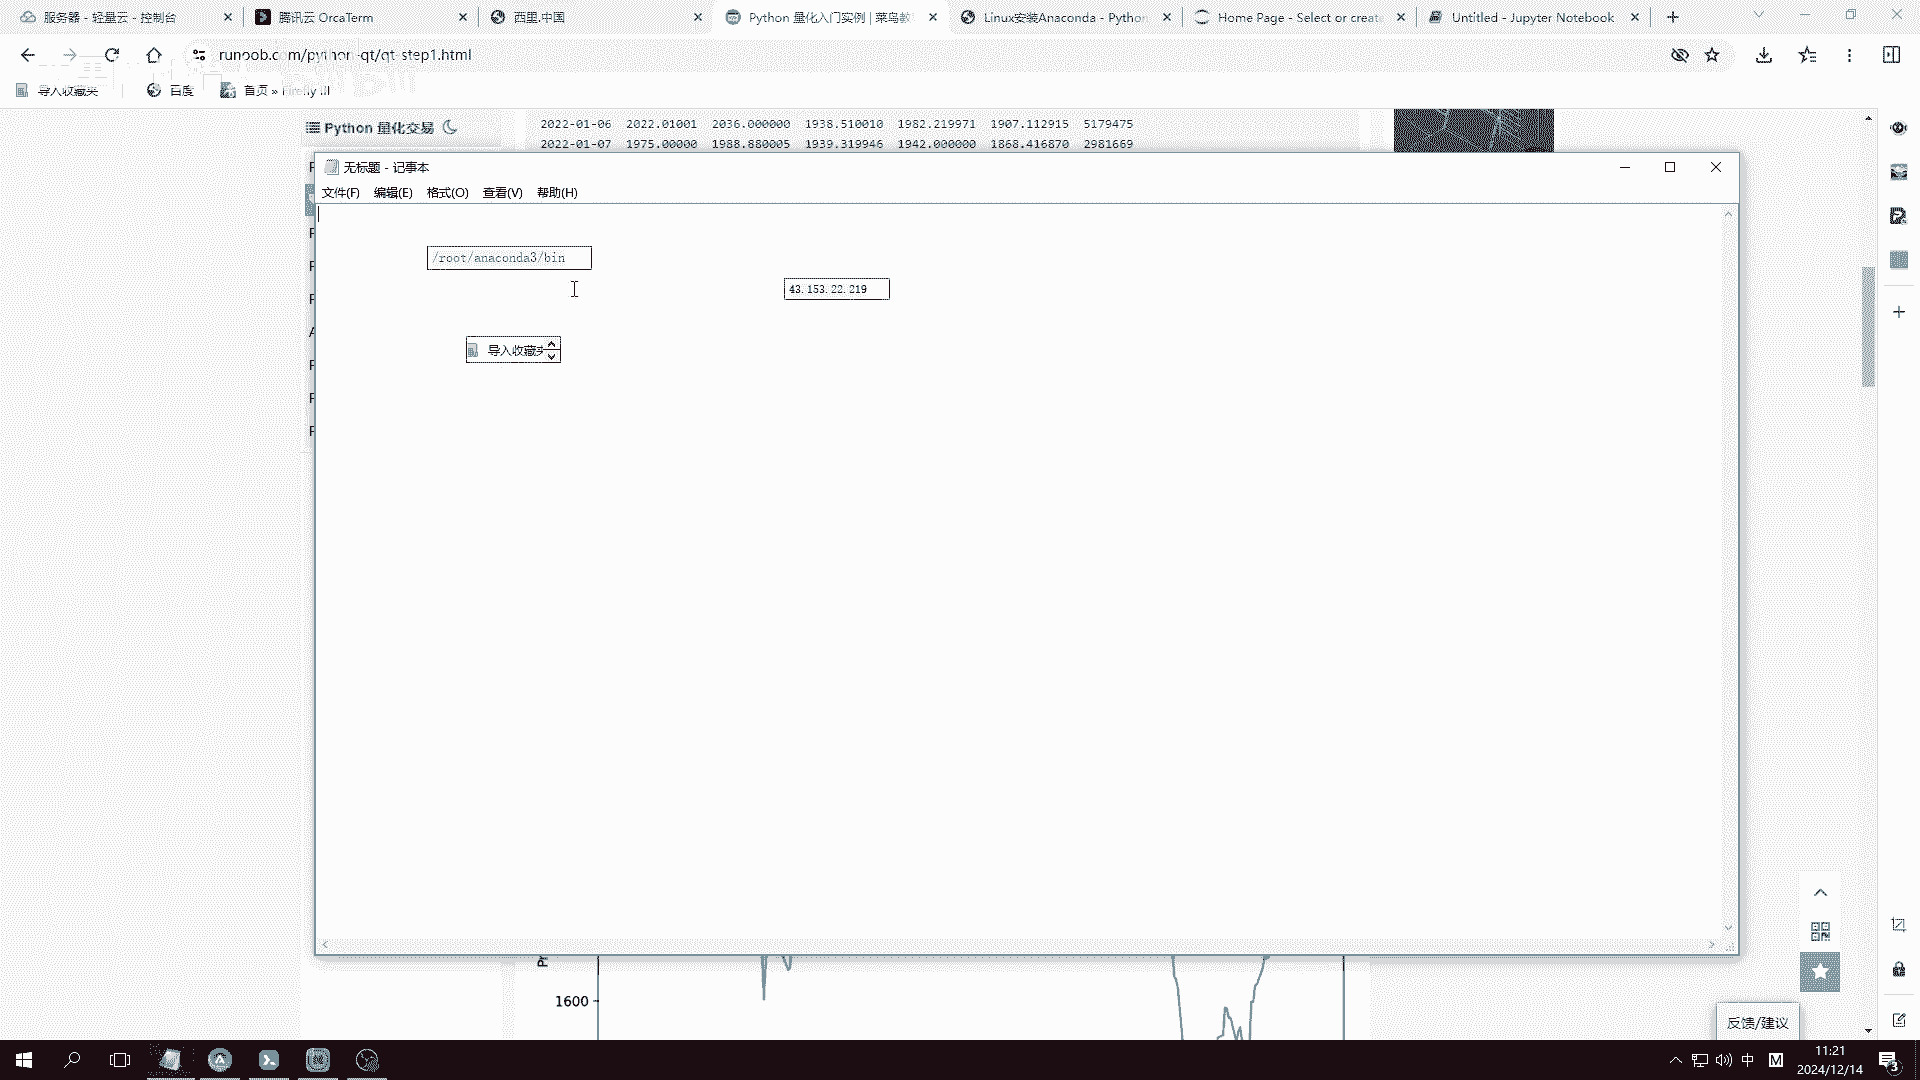 服务器 - 轻量云 - 控制台
腾讯云 OrcaTerm
西里.中国
Python 量化入门实例 | 菜鸟教
Linux安装Anaconda - Python
Home Page - Select or create
Untitled - Jupyter Notebook
runoob.com/python-qt/qt-step1.html
导入收藏夹
百度
首页 » Firefly III
Python 量化交易
2022-01-06 2022.01001 2036.000000 1938.510010 1982.219971 1907.112915 5179475
2022-01-07 1975.00000 1988.880005 1939.319946 1942.000000 1868.416870 2981669
无标题 - 记事本
文件(F) 编辑(E) 格式(O) 查看(V) 帮助(H)
/root/anaconda3/bin
43.153.22.219
导入收藏夹
1600
反馈/建议
中
M
11:21
2024/12/14
3